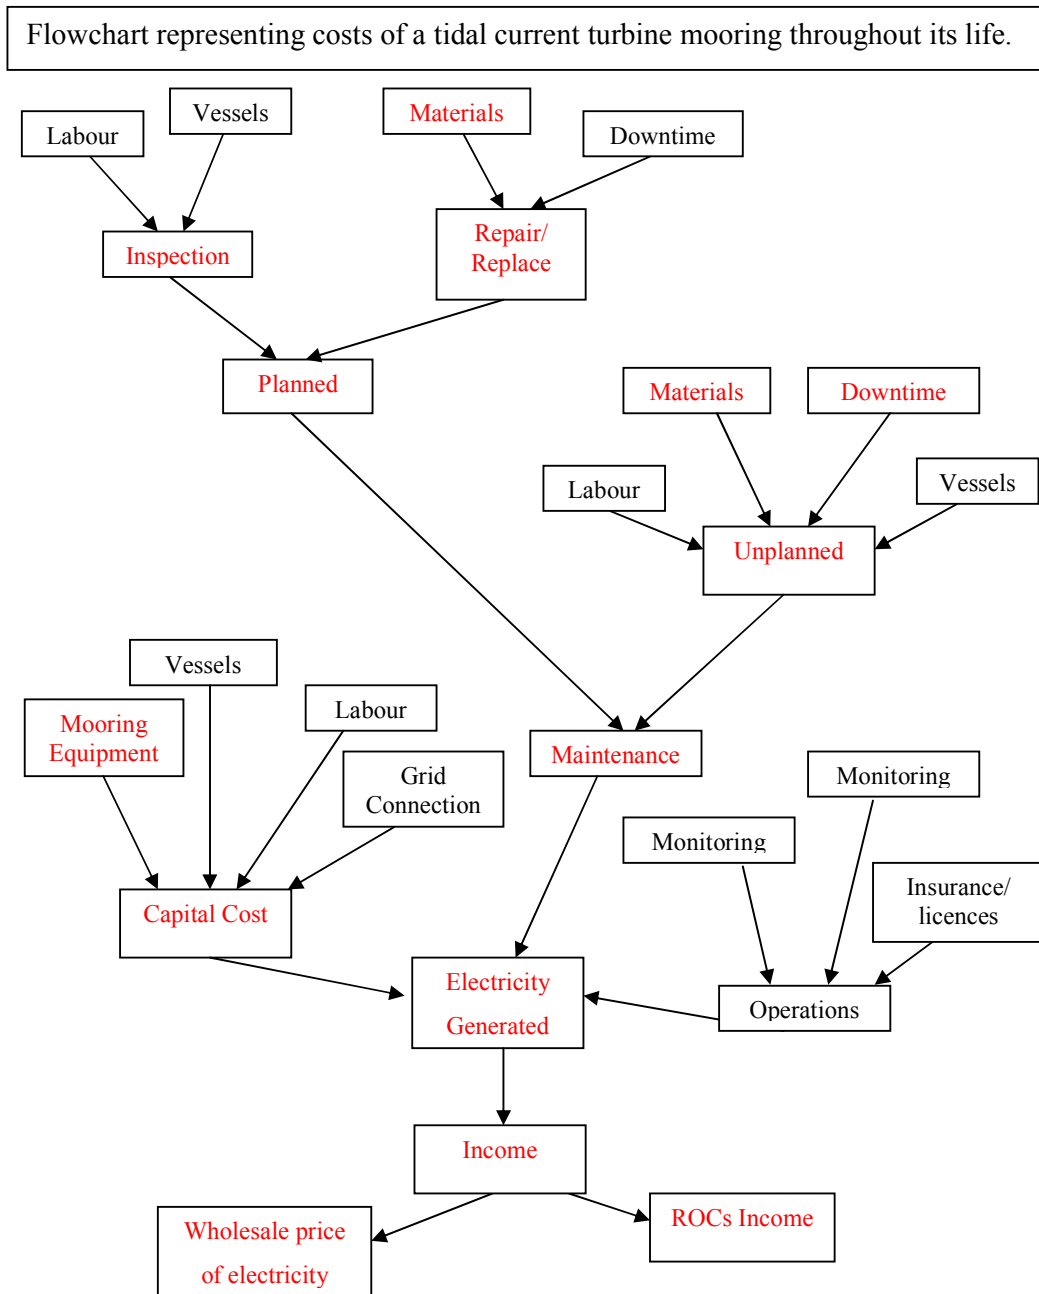 Flowchart representing costs of a tidal current turbine mooring throughout its life.
Labour
Vessels
Materials
Downtime
Inspection
Repair/
Replace
Planned
Materials
Downtime
Labour
Vessels
Unplanned
Vessels
Labour
Mooring
Equipment
Grid
Connection
Maintenance
Monitoring
Monitoring
Insurance/
licences
Capital Cost
Electricity
Generated
Operations
Income
Wholesale price
of electricity
ROCs Income